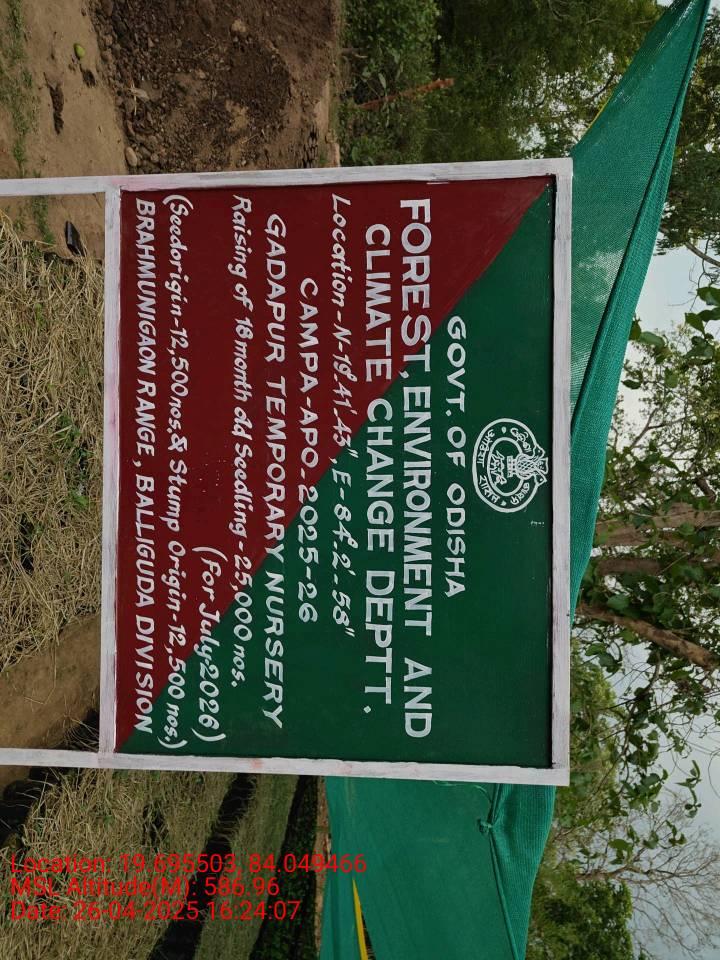 GOVT. OF ODISHA
FOREST, ENVIRONMENT AND
CLIMATE CHANGE DEPTT.
Location-N-19°.41'.45", E-84°.2'.58"
CAMPA-APO-2025-26
GADAPUR TEMPORARY NURSERY
Raising of 18 month old Seedling-25,000 nos.
(For July-2026)
(Seedorigin-12,500nos,& Stump Origin-12,500 nos.)
BRAHMUNIGAON RANGE, BALLIGUDA DIVISION
Location: 19.695503, 84.049466
MSL Altitude(M): 586.96
Date: 26-04-2025 16:24:07